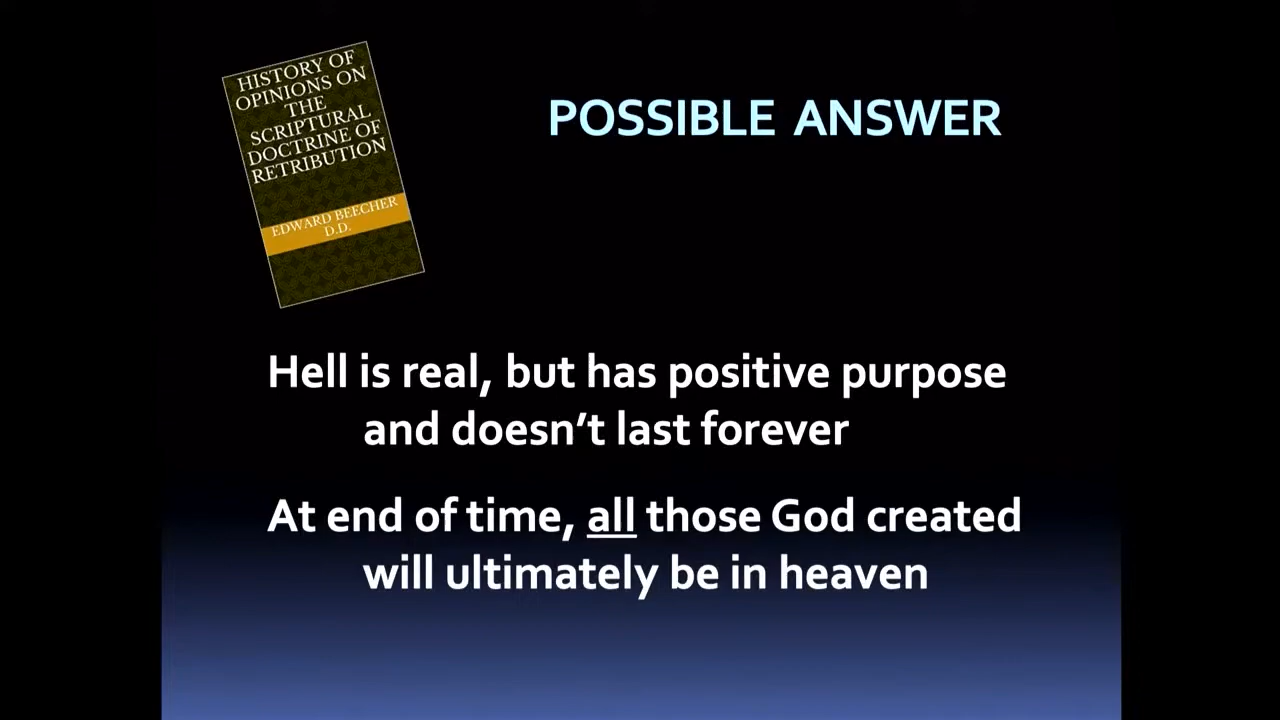 HISTORY OF
OPINIONS ON
THE
SCRIPTURAL
DOCTRINE OF
RETRIBUTION
EDWARD BEECHER
D.D.
POSSIBLE ANSWER
Hell is real, but has positive purpose
and doesn’t last forever
At end of time, all those God created
will ultimately be in heaven